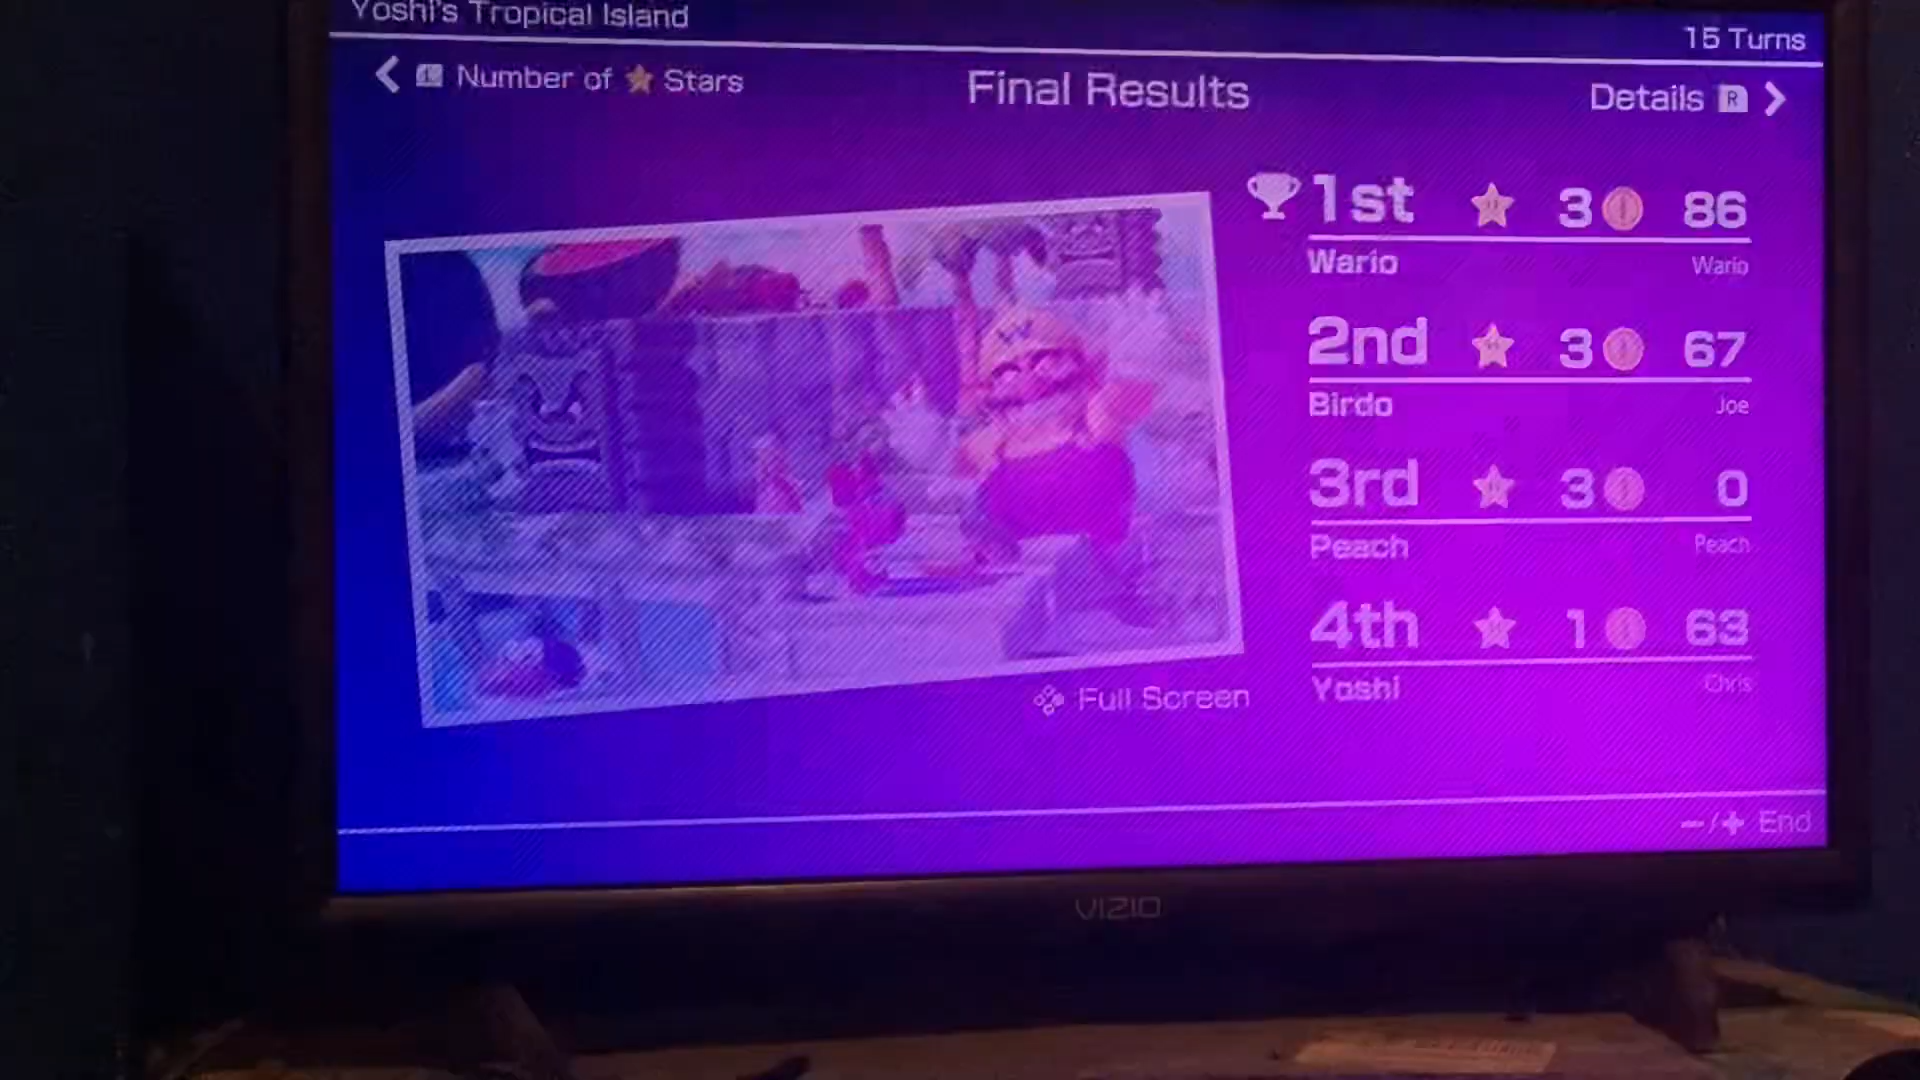 Yoshi's Tropical Island
15 Turns
L Number of Stars
Final Results
Details R
1st 3 86
Wario Wario
2nd 3 67
Birdo Joe
3rd 3 0
Peach Peach
4th 1 63
Yoshi Chris
Full Screen
-/+ End
VIZIO